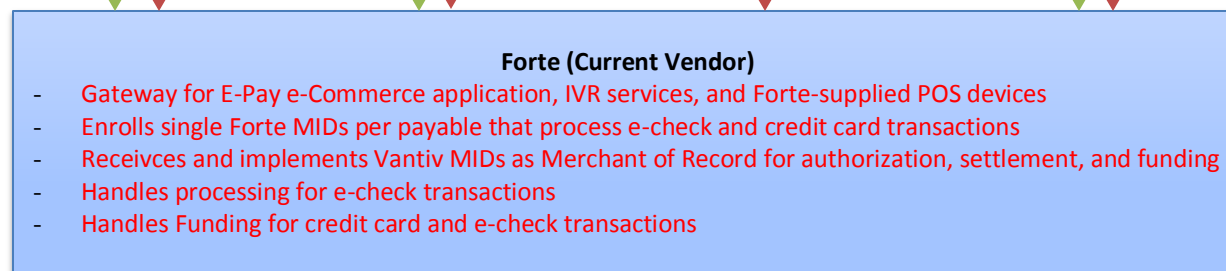 Forte (Current Vendor)
- Gateway for E-Pay e-Commerce application, IVR services, and Forte-supplied POS devices
- Enrolls single Forte MIDs per payable that process e-check and credit card transactions
- Receivces and implements Vantiv MIDs as Merchant of Record for authorization, settlement, and funding
- Handles processing for e-check transactions
- Handles Funding for credit card and e-check transactions